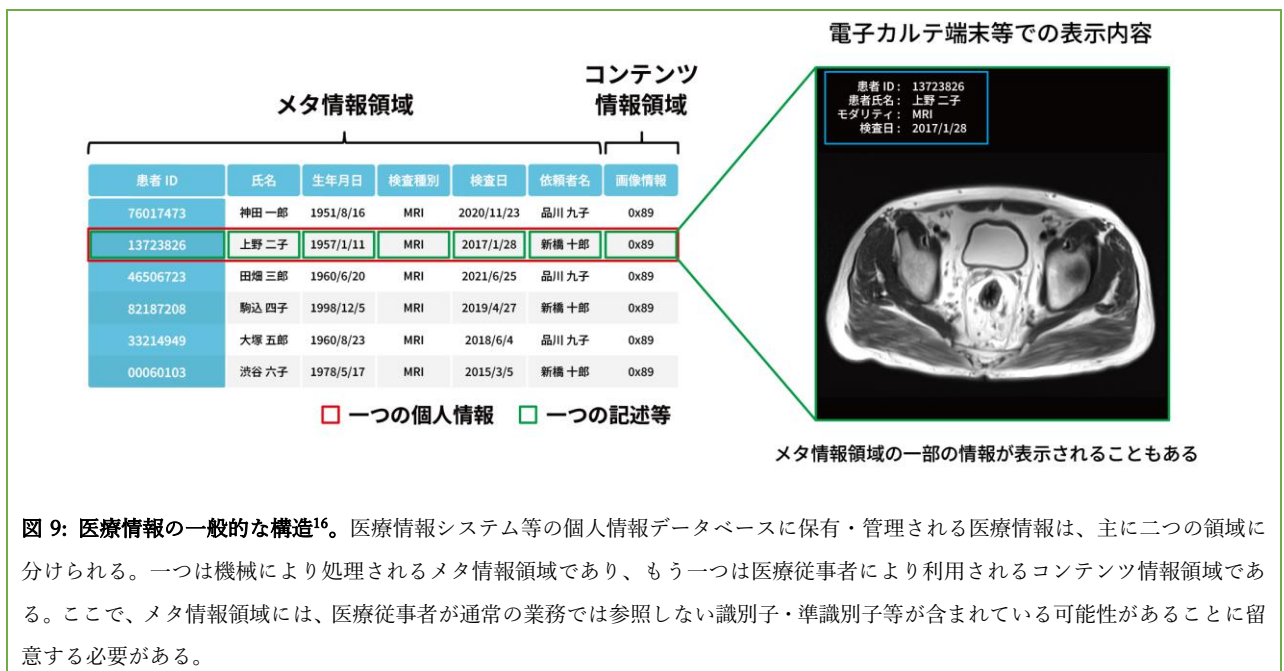 電子カルテ端末等での表示内容
コンテンツ
メタ情報領域 情報領域
患者 ID 氏名 生年月日 検査種別 検査日 依頼者名 画像情報
76017473 神田 一郎 1951/8/16 MRI 2020/11/23 品川 九子 0x89
13723826 上野 二子 1957/1/11 MRI 2017/1/28 新橋 十郎 0x89
46506723 田畑 三郎 1960/6/20 MRI 2021/6/25 品川 九子 0x89
82187208 駒込 四子 1998/12/5 MRI 2019/4/27 新橋 十郎 0x89
33214949 大塚 五郎 1960/8/23 MRI 2018/6/4 品川 九子 0x89
00060103 渋谷 六子 1978/5/17 MRI 2015/3/5 新橋 十郎 0x89
一つの個人情報 一つの記述等
患者 ID : 13723826
患者氏名 : 上野 二子
モダリティ : MRI
検査日 : 2017/1/28
メタ情報領域の一部の情報が表示されることもある
図 9: 医療情報の一般的な構造16。医療情報システム等の個人情報データベースに保有・管理される医療情報は、主に二つの領域に
分けられる。一つは機械により処理されるメタ情報領域であり、もう一つは医療従事者により利用されるコンテンツ情報領域であ
る。ここで、メタ情報領域には、医療従事者が通常の業務では参照しない識別子・準識別子等が含まれている可能性があることに留
意する必要がある。